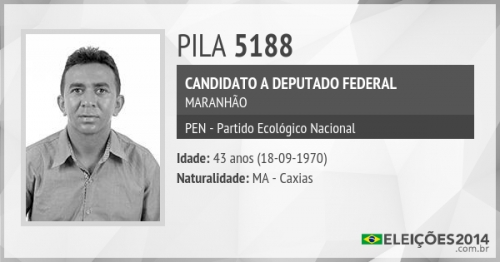 PILA 5188
CANDIDATO A DEPUTADO FEDERAL
MARANHÃO
PEN - Partido Ecológico Nacional
Idade: 43 anos (18-09-1970)
Naturalidade: MA - Caxias
ELEIÇÕES2014
.com.br